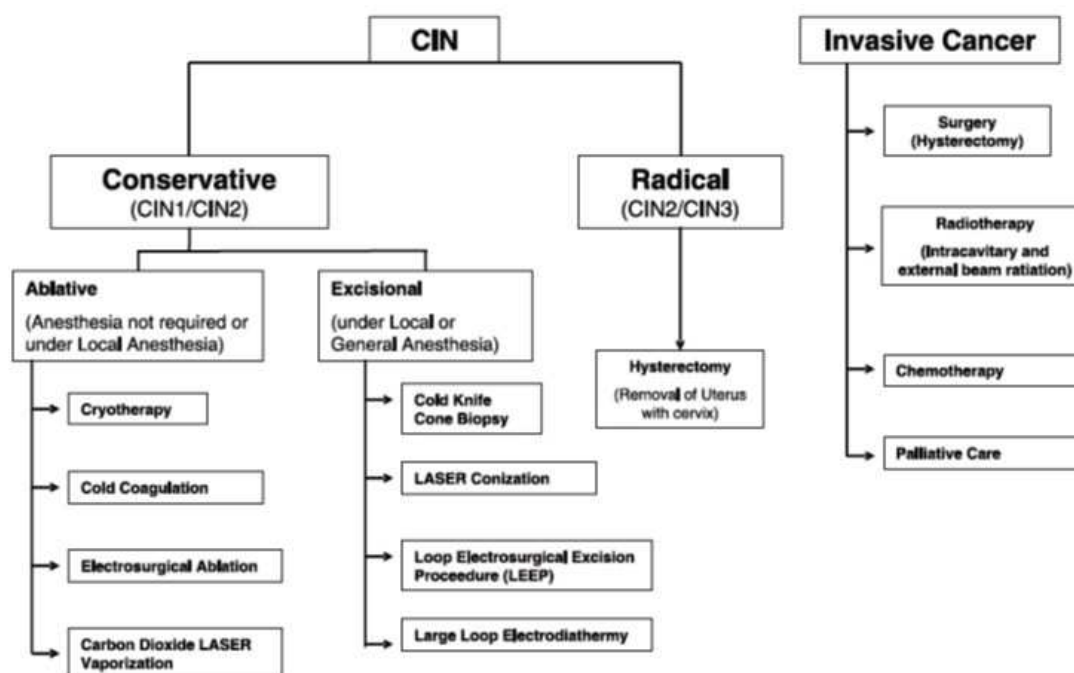 CIN
Invasive Cancer
Conservative
(CIN1/CIN2)
Radical
(CIN2/CIN3)
Surgery
(Hysterectomy)
Radiotherapy
(Intracavitary and
external beam ratiation)
Chemotherapy
Palliative Care
Ablative
(Anesthesia not required or
under Local Anesthesia)
Cryotherapy
Cold Coagulation
Electrosurgical Ablation
Carbon Dioxide LASER
Vaporization
Excisional
(under Local or
General Anesthesia)
Cold Knife
Cone Biopsy
LASER Conization
Loop Electrosurgical Excision
Proceedure (LEEP)
Large Loop Electrodiathermy
Hysterectomy
(Removal of Uterus
with cervix)